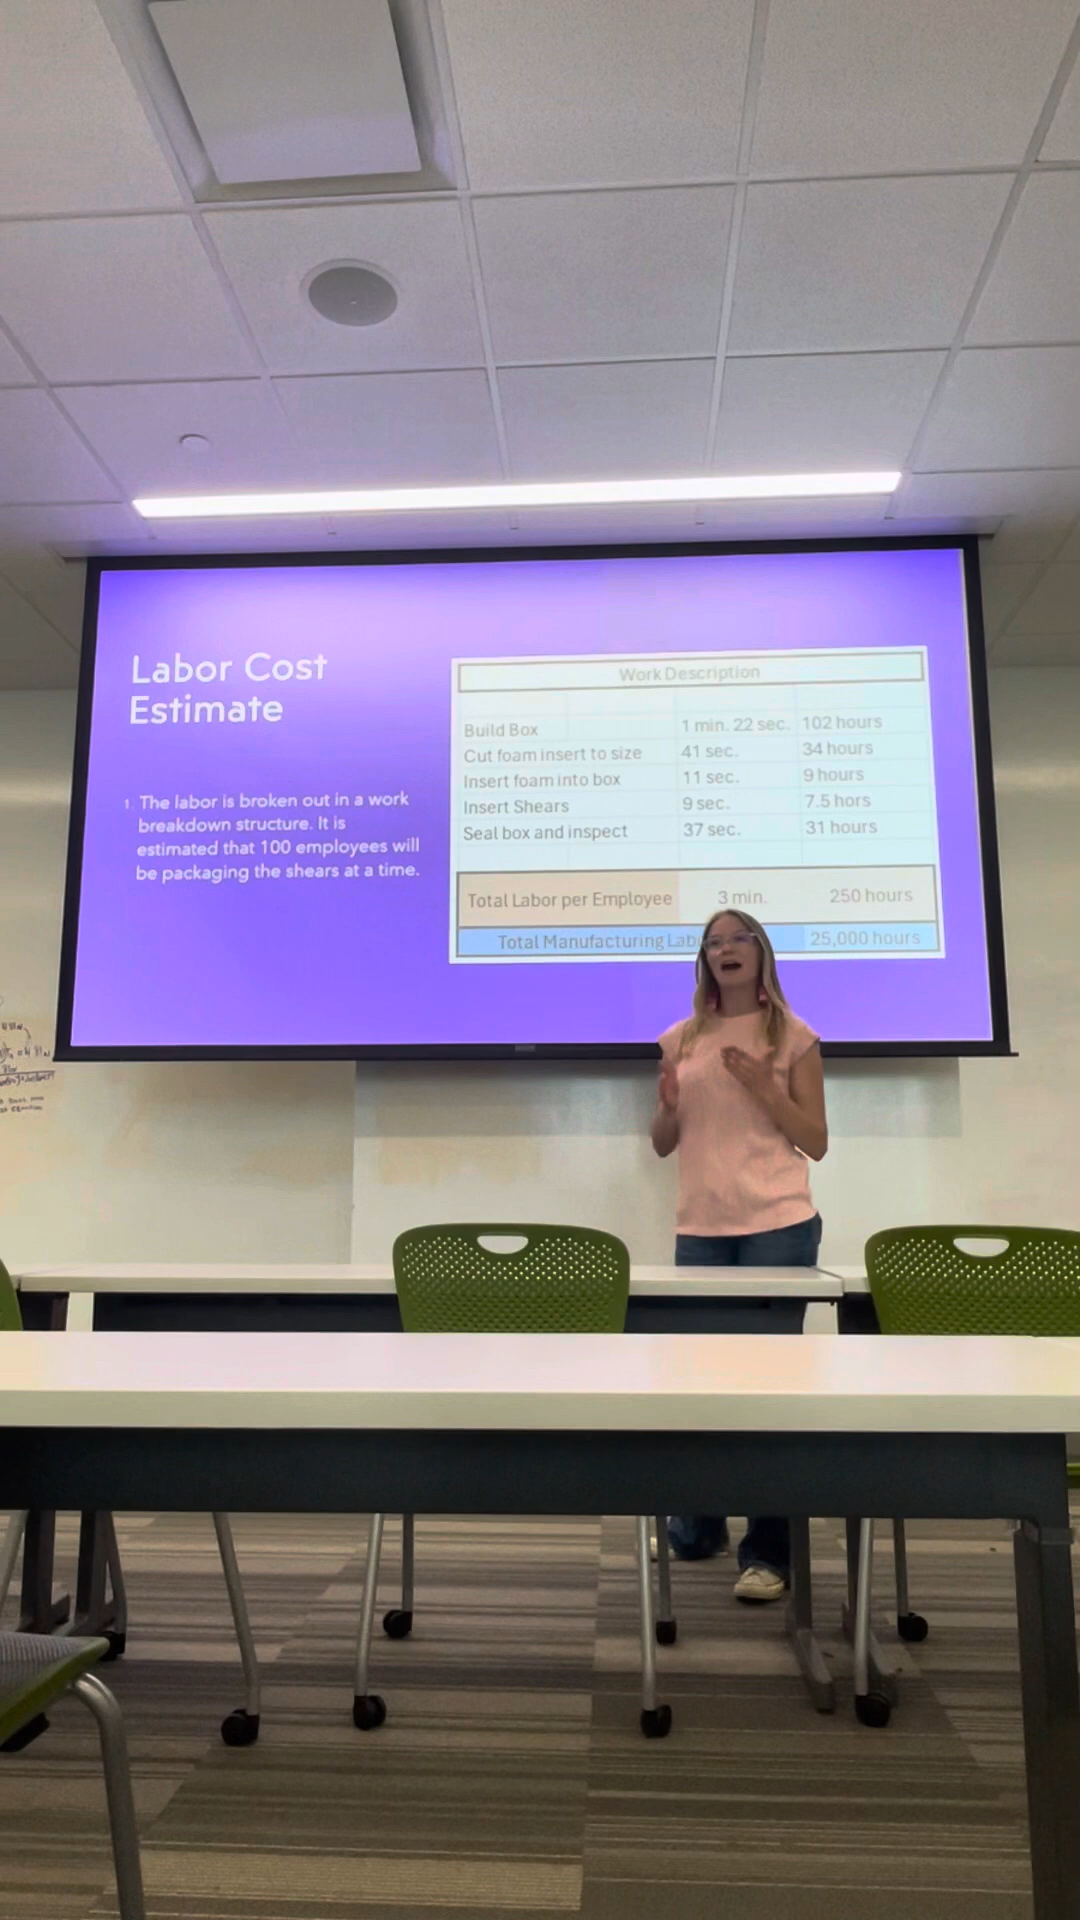 Labor Cost
Estimate
1. The labor is broken out in a work
breakdown structure. It is
estimated that 100 employees will
be packaging the shears at a time.
Work Description
Build Box 1 min. 22 sec. 102 hours
Cut foam insert to size 41 sec. 34 hours
Insert foam into box 11 sec. 9 hours
Insert Shears 9 sec. 7.5 hors
Seal box and inspect 37 sec. 31 hours
Total Labor per Employee 3 min. 250 hours
Total Manufacturing 25,000 hours